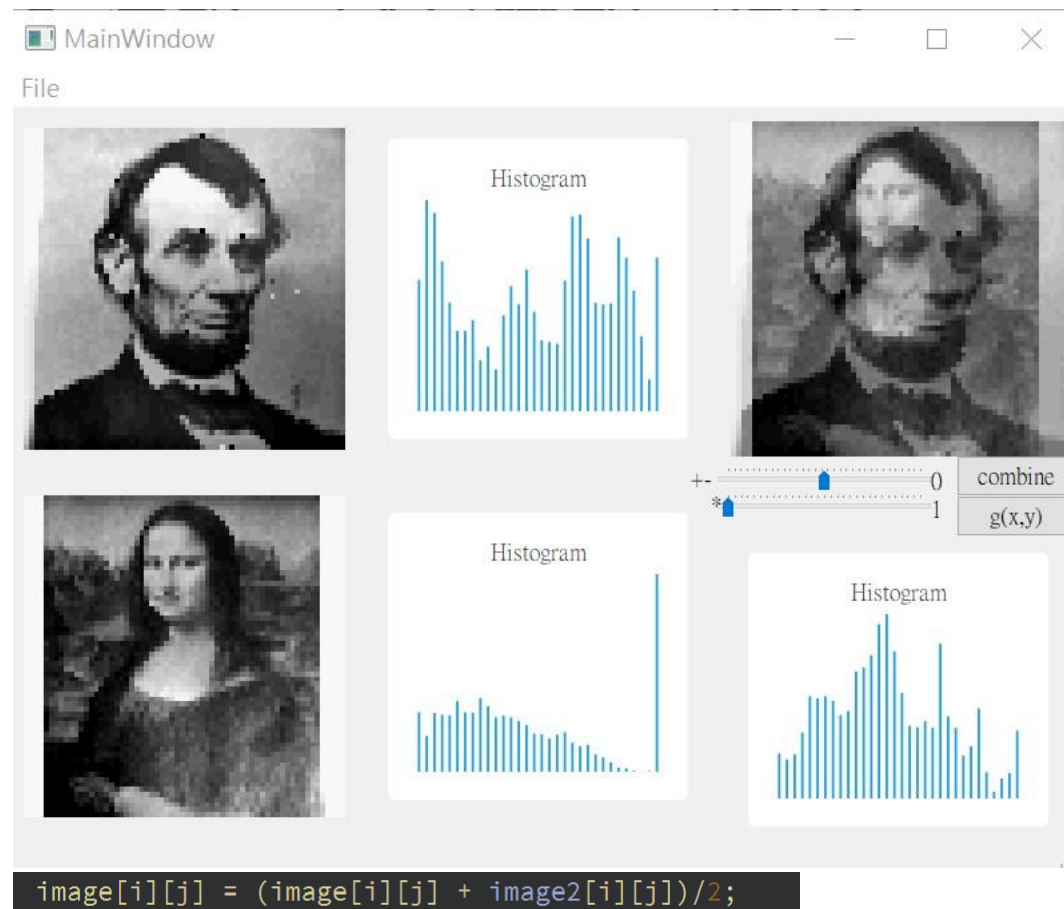 MainWindow
File
Histogram
+- 0 combine
* 1 g(x,y)
Histogram
Histogram
image[i][j] = (image[i][j] + image2[i][j])/2;